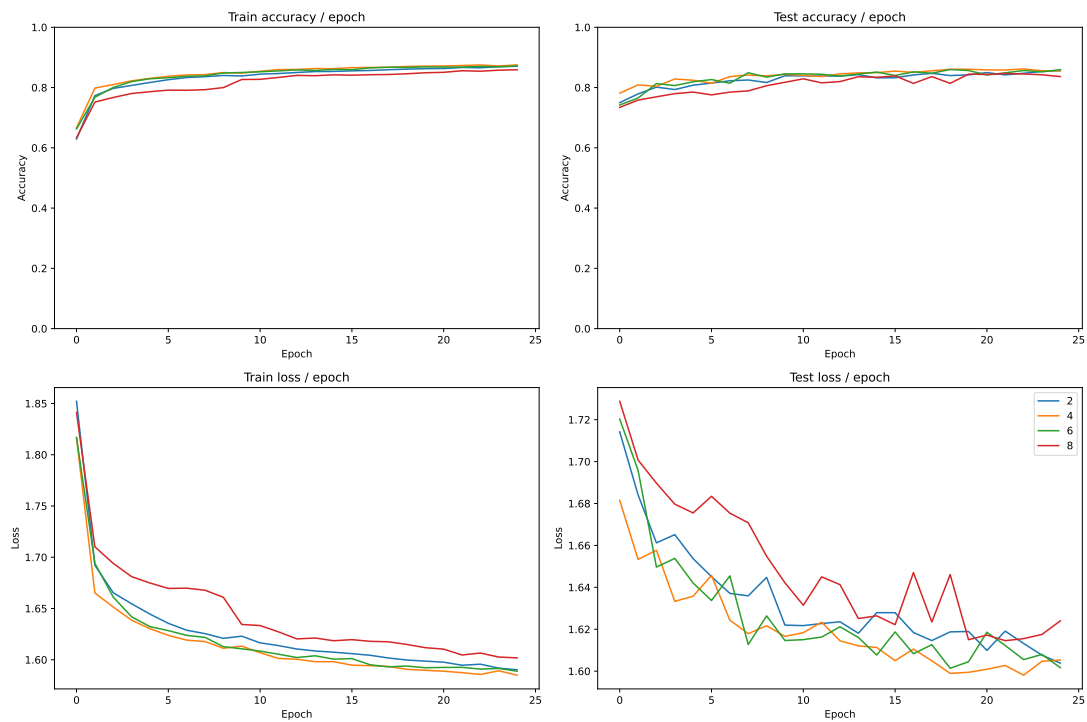 Train accuracy / epoch
Accuracy
1.0
0.8
0.6
0.4
0.2
0.0
0 5 10 15 20 25
Epoch
Test accuracy / epoch
Accuracy
1.0
0.8
0.6
0.4
0.2
0.0
0 5 10 15 20 25
Epoch
Train loss / epoch
Loss
1.85
1.80
1.75
1.70
1.65
1.60
0 5 10 15 20 25
Epoch
Test loss / epoch
Loss
1.72
1.70
1.68
1.66
1.64
1.62
1.60
2
4
6
8
0 5 10 15 20 25
Epoch